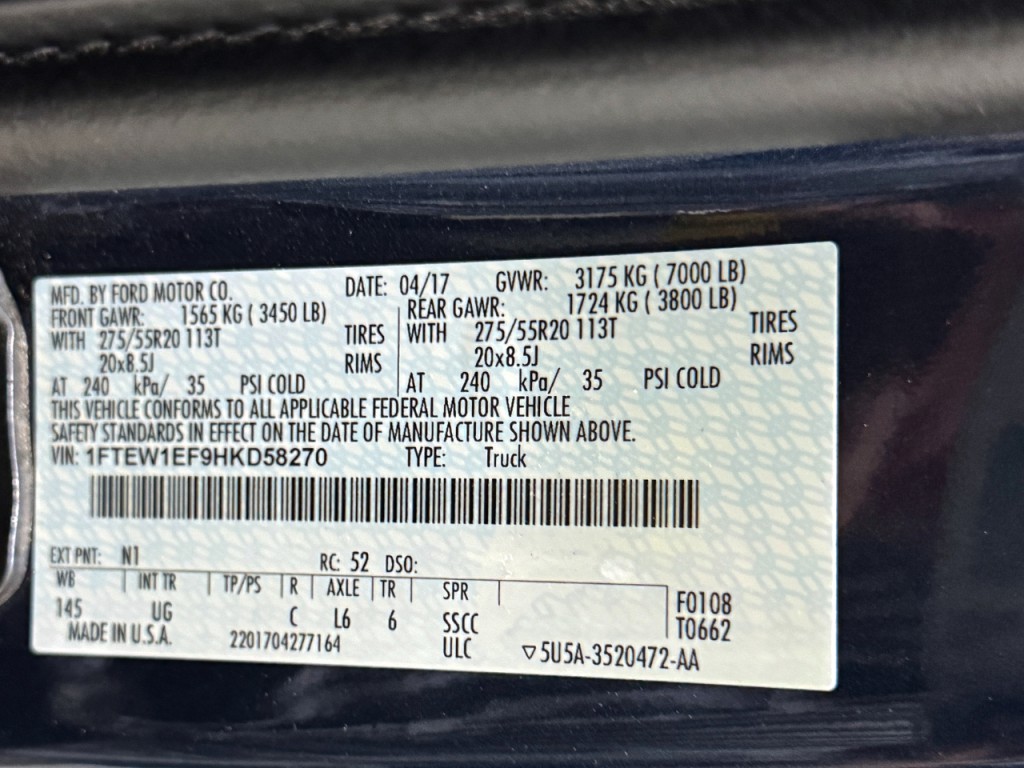 MFD. BY FORD MOTOR CO. DATE: 04/17 GVWR: 3175 KG ( 7000 LB)
FRONT GAWR: 1565 KG ( 3450 LB) REAR GAWR: 1724 KG ( 3800 LB)
WITH 275/55R20 113T TIRES WITH 275/55R20 113T TIRES
20x8.5J RIMS 20x8.5J RIMS
AT 240 kPa/ 35 PSI COLD AT 240 kPa/ 35 PSI COLD
THIS VEHICLE CONFORMS TO ALL APPLICABLE FEDERAL MOTOR VEHICLE
SAFETY STANDARDS IN EFFECT ON THE DATE OF MANUFACTURE SHOWN ABOVE.
VIN: 1FTEW1EF9HKD58270 TYPE: Truck
EXT PNT: N1 RC: 52 DSO:
WB INT TR TP/PS R AXLE TR SPR
145 UG C L6 6 SSCC F0108
MADE IN U.S.A. 2201704277164 ULC T0662
▽5U5A-3520472-AA